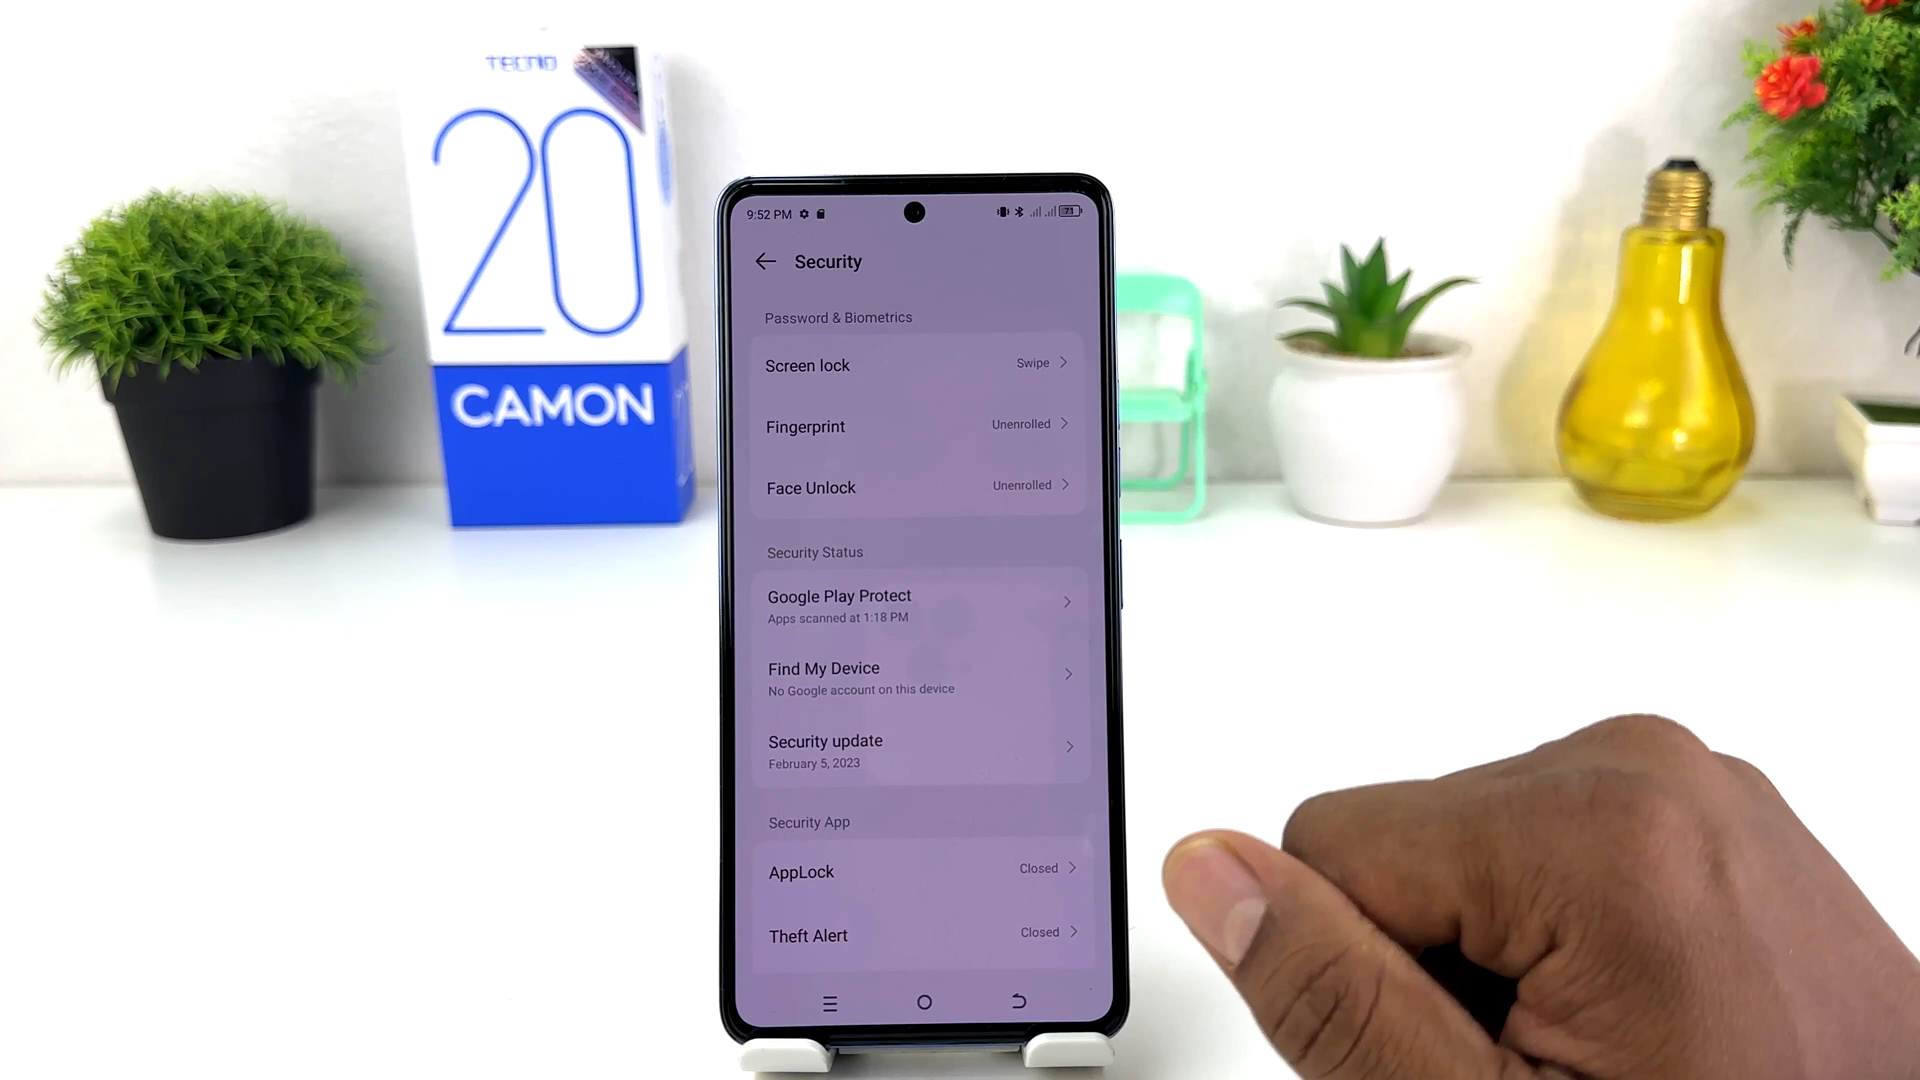 TECNO
20
CAMON
9:52 PM
71
Security
Password & Biometrics
Screen lock
Swipe
Fingerprint
Unenrolled
Face Unlock
Unenrolled
Security Status
Google Play Protect
Apps scanned at 1:18 PM
Find My Device
No Google account on this device
Security update
February 5, 2023
Security App
AppLock
Closed
Theft Alert
Closed